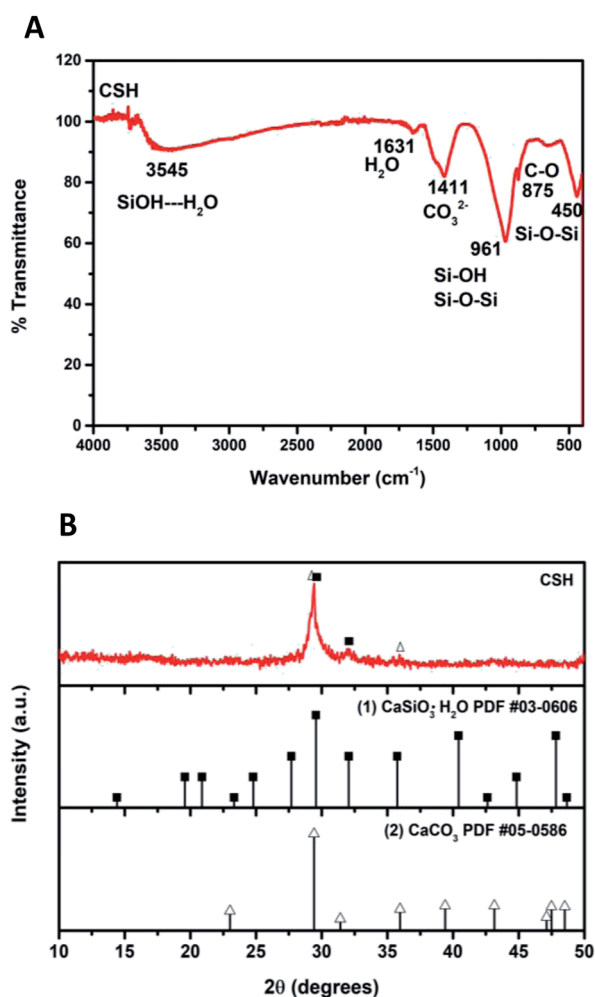 A
120
100
80
60
40
20
0
% Transmittance
CSH
3545
SiOH---H₂O
1631
H₂O
1411
CO₃²⁻
961
Si-OH
Si-O-Si
C-O
875
450
Si-O-Si
4000 3500 3000 2500 2000 1500 1000 500
Wavenumber (cm⁻¹)
B
CSH
(1) CaSiO₃·H₂O PDF #03-0606
(2) CaCO₃ PDF #05-0586
Intensity (a.u.)
10 15 20 25 30 35 40 45 50
2θ (degrees)